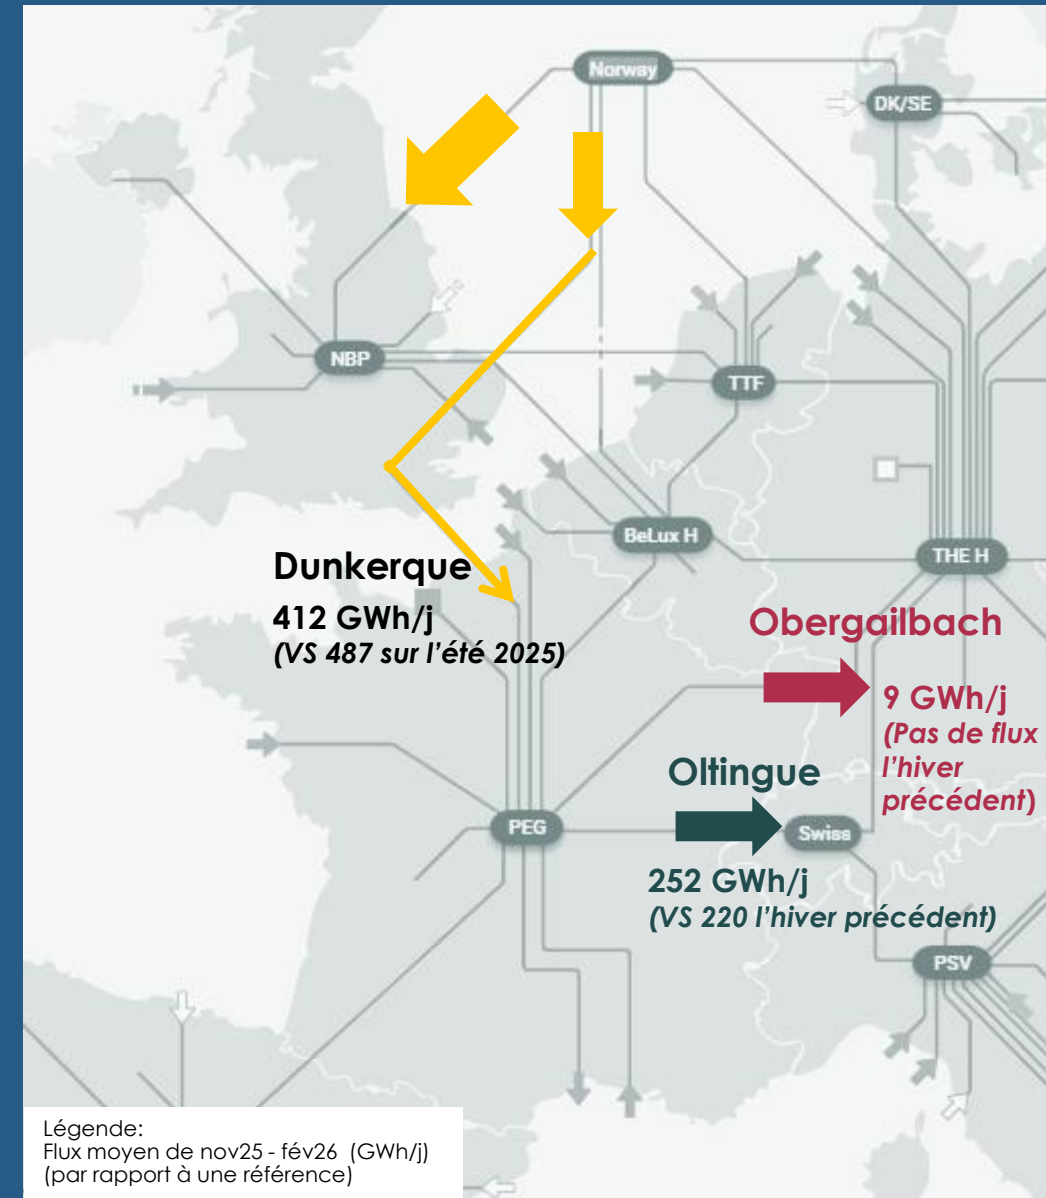 Norway
DK/SE
NBP
TTF
BeLux H
THE H
Dunkerque
412 GWh/j
(VS 487 sur l'été 2025)
Obergailbach
9 GWh/j
(Pas de flux
l'hiver
précédent)
Oltingue
PEG
Swiss
252 GWh/j
(VS 220 l'hiver précédent)
PSV
Légende:
Flux moyen de nov25 - fév26 (GWh/j)
(par rapport à une référence)